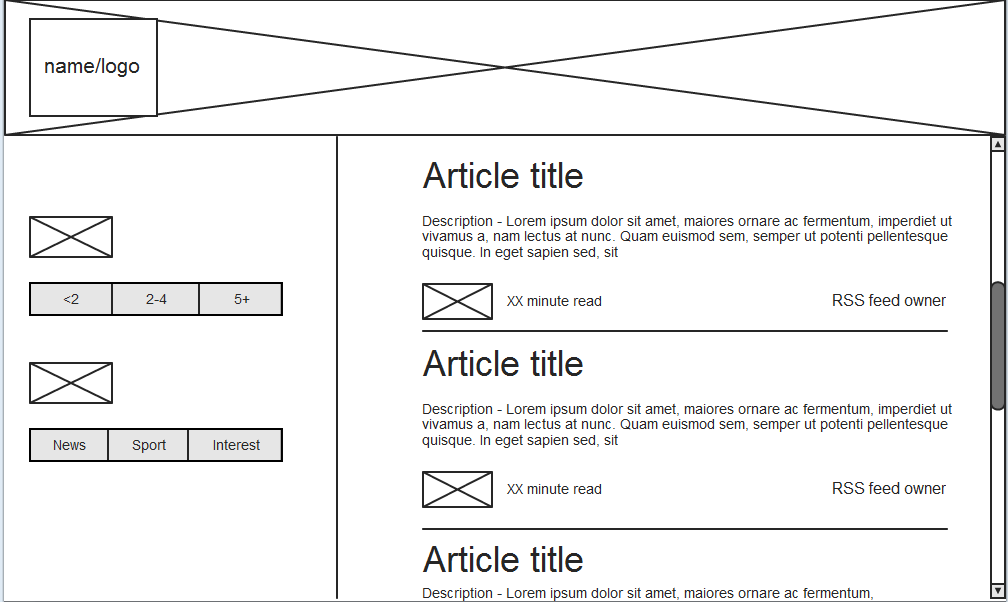 name/logo
<2 2-4 5+
News Sport Interest
Article title
Description - Lorem ipsum dolor sit amet, maiores ornare ac fermentum, imperdiet ut
vivamus a, nam lectus at nunc. Quam euismod sem, semper ut potenti pellentesque
quisque. In eget sapien sed, sit
XX minute read RSS feed owner
Article title
Description - Lorem ipsum dolor sit amet, maiores ornare ac fermentum, imperdiet ut
vivamus a, nam lectus at nunc. Quam euismod sem, semper ut potenti pellentesque
quisque. In eget sapien sed, sit
XX minute read RSS feed owner
Article title
Description - Lorem ipsum dolor sit amet, maiores ornare ac fermentum,